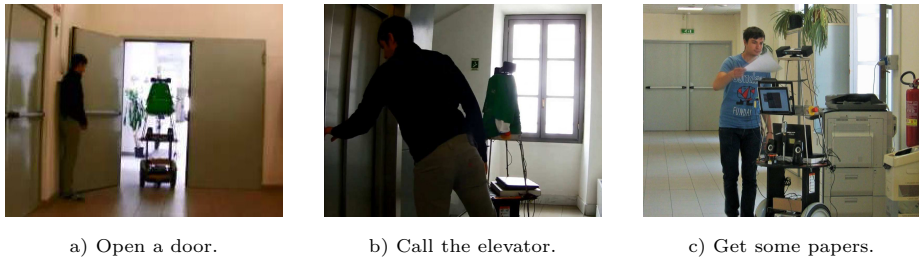 a) Open a door.
b) Call the elevator.
c) Get some papers.